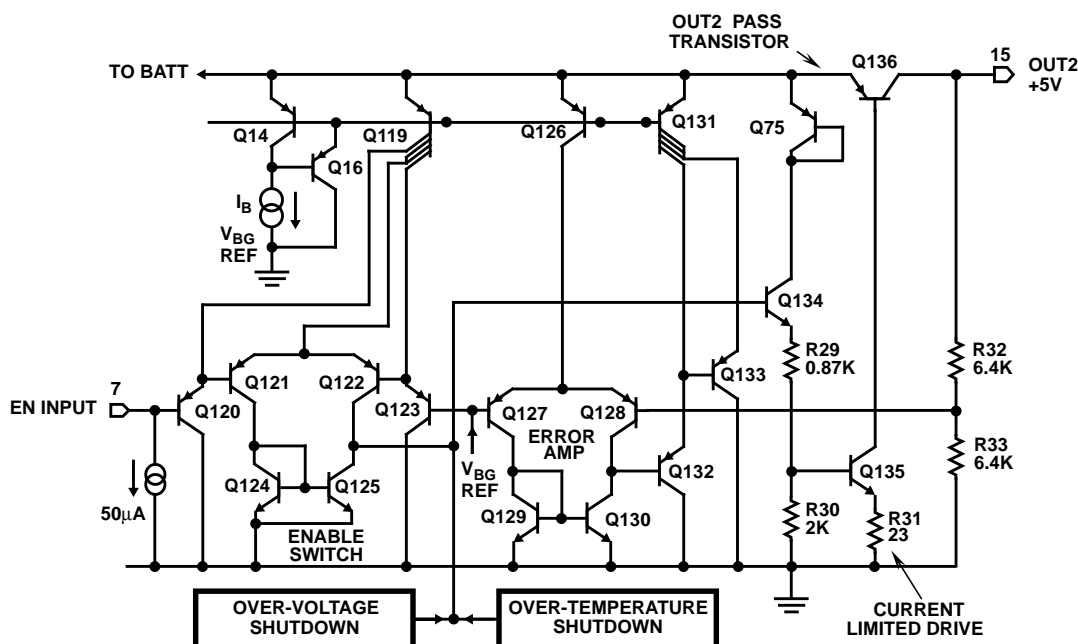 OUT2 PASS
TRANSISTOR
15
OUT2
+5V
TO BATT
Q136
Q14
Q119
Q126
Q131
Q75
Q16
IB
VBG
REF
Q134
R29
0.87K
R32
6.4K
7
EN INPUT
Q120
Q121
Q122
Q123
Q127
Q128
Q133
ERROR
AMP
VBG
REF
Q132
Q135
R33
6.4K
50µA
Q124
Q125
Q129
Q130
R30
2K
R31
23
ENABLE
SWITCH
OVER-VOLTAGE
SHUTDOWN
OVER-TEMPERATURE
SHUTDOWN
CURRENT
LIMITED DRIVE